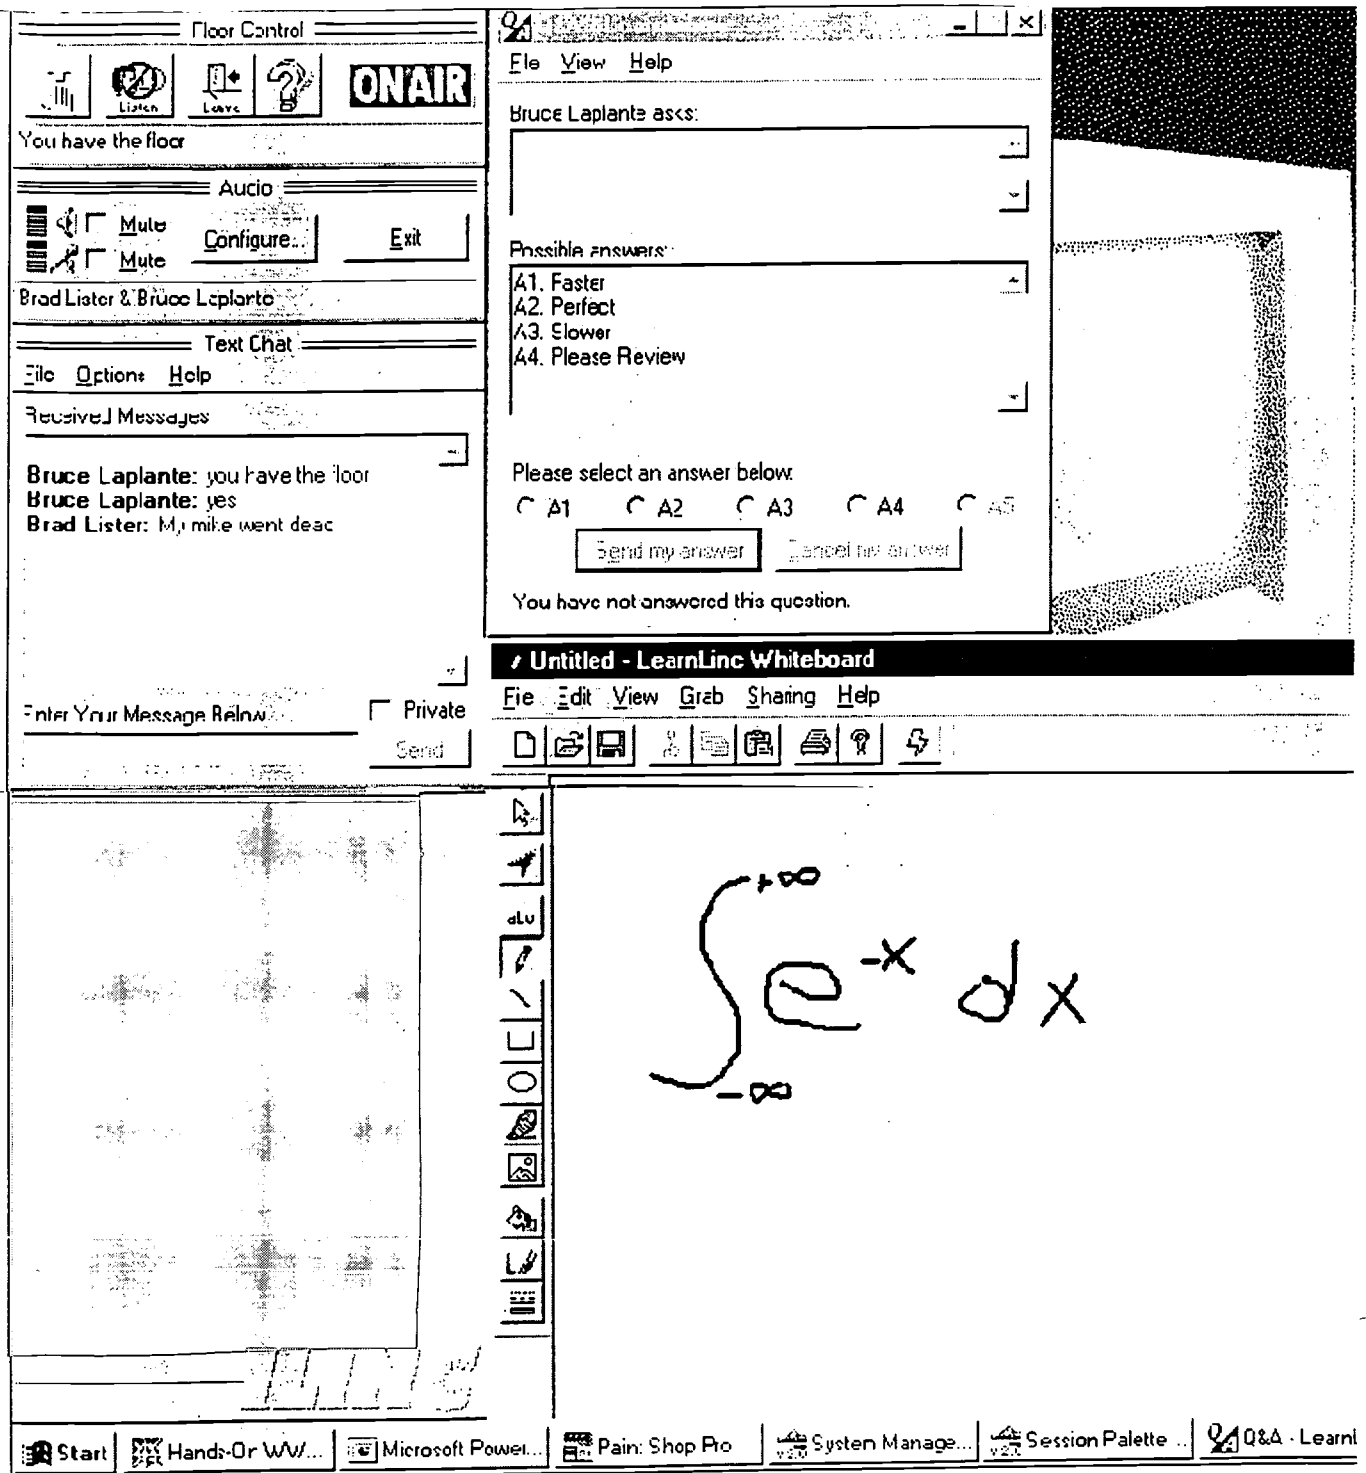 Floor Control
Listen
Leave
ON AIR
You have the floor
Audio
Mute
Configure...
Exit
Mute
Brad Lister & Bruce Laplante
Text Chat
File Options Help
Received Messages
Bruce Laplante: you have the floor
Bruce Laplante: yes
Brad Lister: My mike went dead
Enter Your Message Below
Private
Send
File View Help
Bruce Laplante asks:
Possible answers:
A1. Faster
A2. Perfect
A3. Slower
A4. Please Review
Please select an answer below.
A1 A2 A3 A4 A5
Send my answer Cancel my answer
You have not answered this question.
Untitled - LearnLinc Whiteboard
File Edit View Grab Sharing Help
∫ +∞ -∞ e^-x dx
Start
Hands-On WW...
Microsoft Power...
Paint Shop Pro
System Manage...
Session Palette ...
Q&A - Learnl